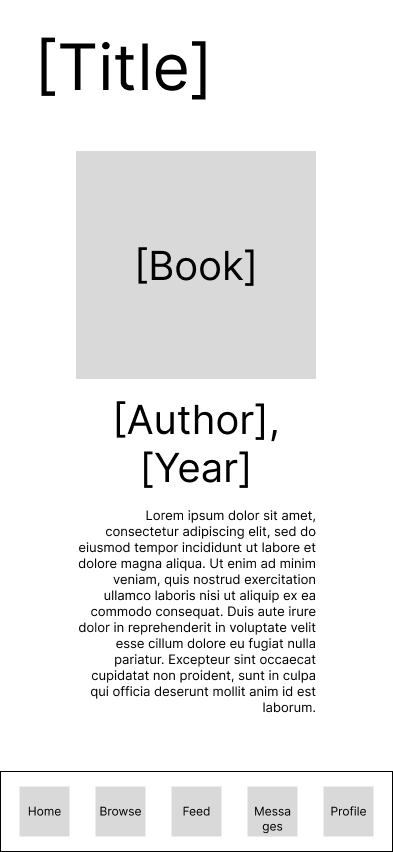 [Title]
[Book]
[Author],
[Year]
Lorem ipsum dolor sit amet,
consectetur adipiscing elit, sed do
eiusmod tempor incididunt ut labore et
dolore magna aliqua. Ut enim ad minim
veniam, quis nostrud exercitation
ullamco laboris nisi ut aliquip ex ea
commodo consequat. Duis aute irure
dolor in reprehenderit in voluptate velit
esse cillum dolore eu fugiat nulla
pariatur. Excepteur sint occaecat
cupidatat non proident, sunt in culpa
qui officia deserunt mollit anim id est
laborum.
Home
Browse
Feed
Messa
ges
Profile